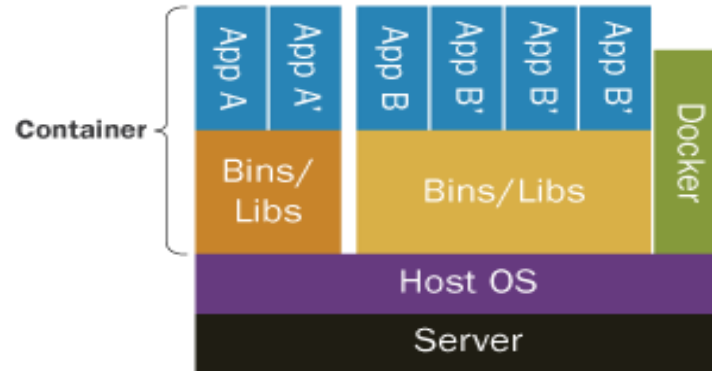 App A
App A'
App B
App B'
App B'
App B'
Container
Docker
Bins/
Libs
Bins/Libs
Host OS
Server